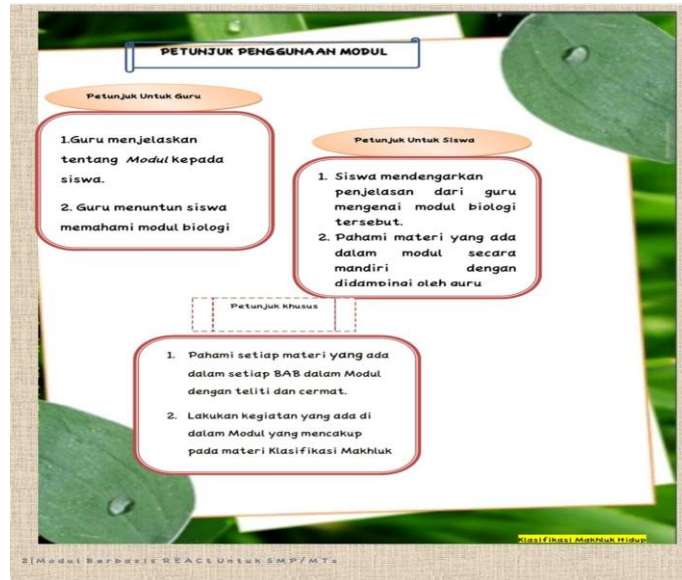 PETUNJUK PENGGUNAAN MODUL
Petunjuk Untuk Guru
1.Guru menjelaskan
tentang Modul kepada
siswa.
2. Guru menuntun siswa
memahami modul biologi
Petunjuk Untuk Siswa
1. Siswa mendengarkan
penjelasan dari guru
mengenai modul biologi
tersebut.
2. Pahami materi yang ada
dalam modul secara
mandiri dengan
didampingi oleh guru
Petunjuk khusus
1. Pahami setiap materi yang ada
dalam setiap BAB dalam Modul
dengan teliti dan cermat.
2. Lakukan kegiatan yang ada di
dalam Modul yang mencakup
pada materi Klasifikasi Makhluk
Klasifikasi Makhluk Hidup
2|Modul Berbasis REACt Untuk SMP/MTs